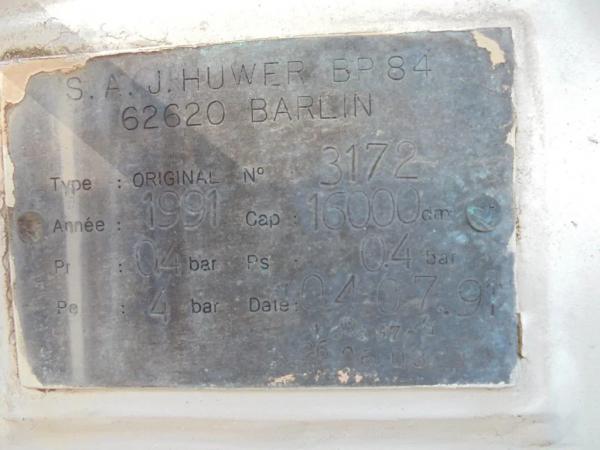 S.A.J. HUWER BP 84
62620 BARLIN
Type : ORIGINAL N° 3172
Année : 1991 Cap : 16000 dm
Pr : 04 bar Ps : 0.4 bar
Pe : 4 bar Date : 04.07.91